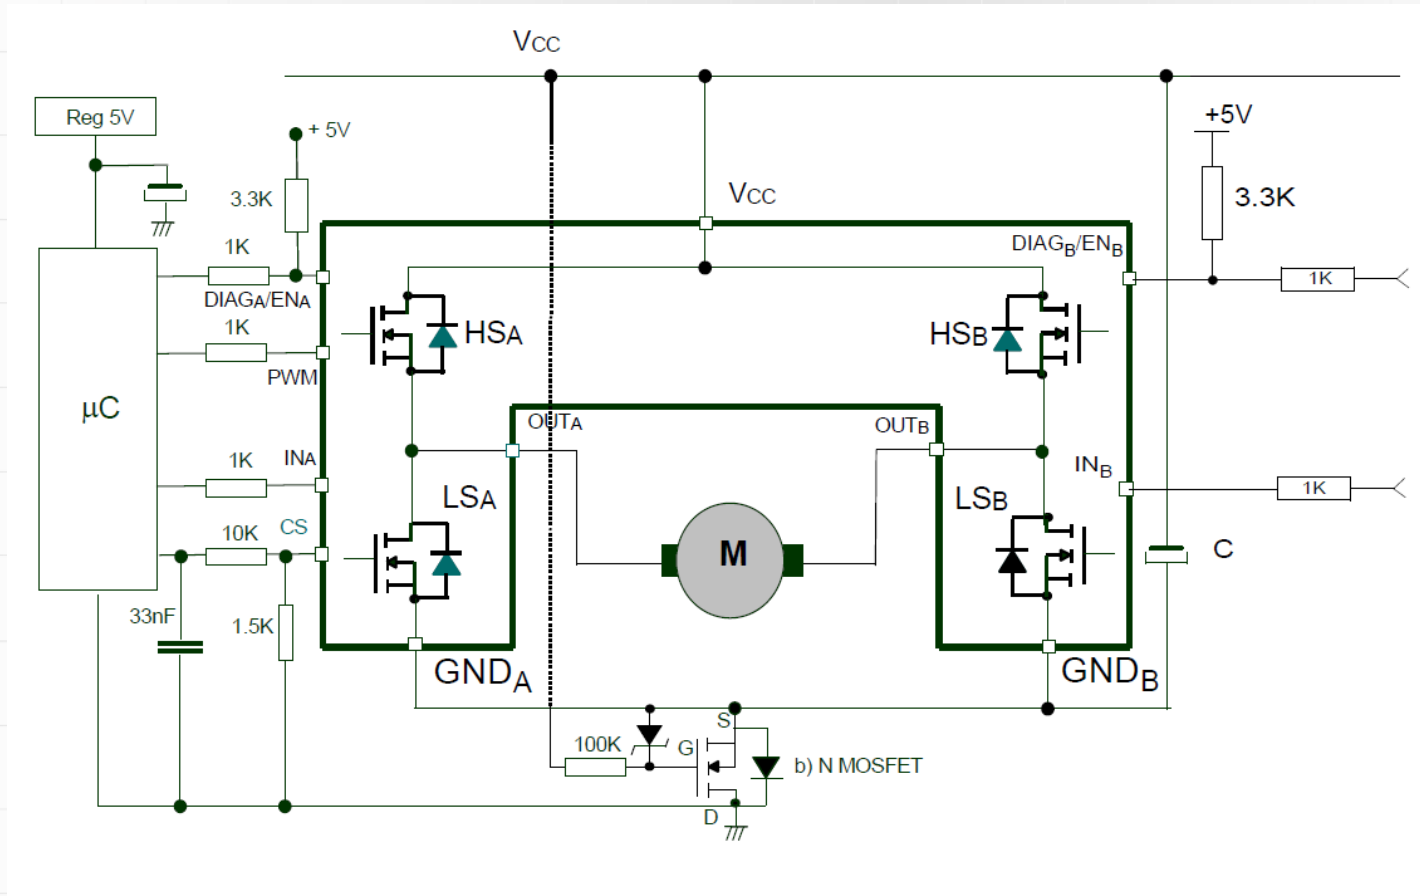 VCC
Reg 5V
+ 5V
+5V
3.3K
VCC
3.3K
1K
DIAGA/ENA
DIAGB/ENB
1K
1K
PWM
HSA
HSB
µC
OUTA
OUTB
1K
INA
INB
LSA
LSB
1K
10K
CS
M
C
33nF
1.5K
GNDA
GNDB
S
100K
G
b) N MOSFET
D